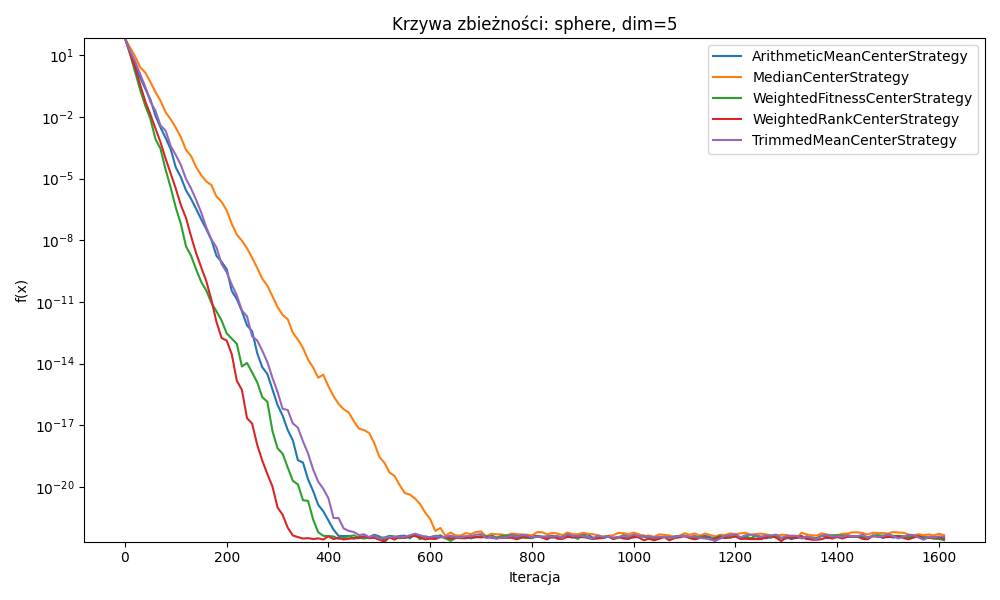 Krzywa zbieżności: sphere, dim=5
f(x)
10^1
10^-2
10^-5
10^-8
10^-11
10^-14
10^-17
10^-20
ArithmeticMeanCenterStrategy
MedianCenterStrategy
WeightedFitnessCenterStrategy
WeightedRankCenterStrategy
TrimmedMeanCenterStrategy
0 200 400 600 800 1000 1200 1400 1600
Iteracja